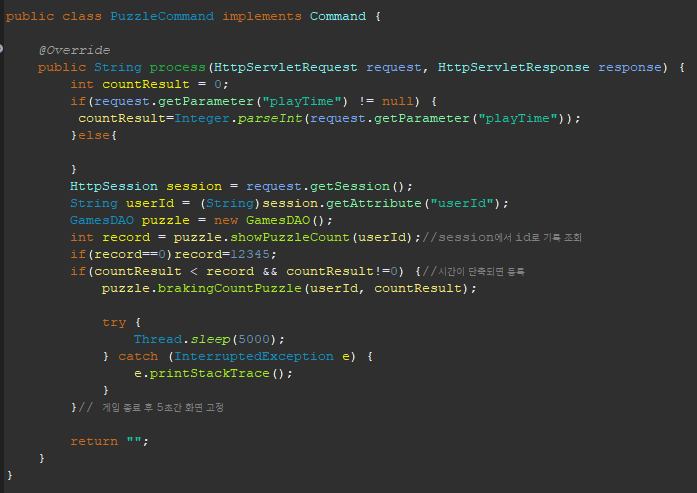 public class PuzzleCommand implements Command {
@Override
public String process(HttpServletRequest request, HttpServletResponse response) {
int countResult = 0;
if(request.getParameter("playTime") != null) {
countResult=Integer.parseInt(request.getParameter("playTime"));
}else{
}
HttpSession session = request.getSession();
String userId = (String)session.getAttribute("userId");
GamesDAO puzzle = new GamesDAO();
int record = puzzle.showPuzzleCount(userId);//session에서 id로 기록 조회
if(record==0)record=12345;
if(countResult < record && countResult!=0) {//시간이 단축되면 등록
puzzle.brakingCountPuzzle(userId, countResult);
try {
Thread.sleep(5000);
} catch (InterruptedException e) {
e.printStackTrace();
}
}// 게임 종료 후 5초간 화면 고정
return "";
}
}